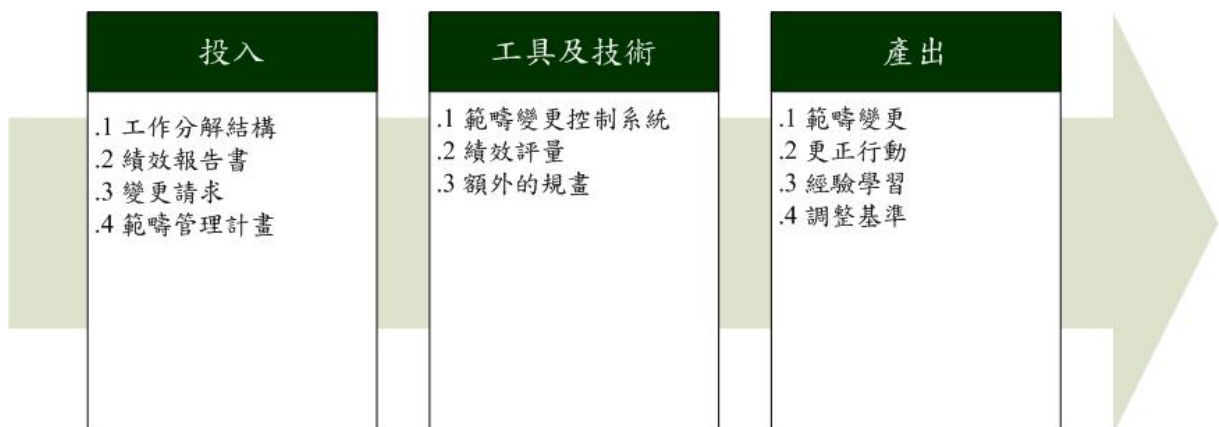 投入
.1 工作分解結構
.2 績效報告書
.3 變更請求
.4 範疇管理計畫
工具及技術
.1 範疇變更控制系統
.2 績效評量
.3 額外的規畫
產出
.1 範疇變更
.2 更正行動
.3 經驗學習
.4 調整基準